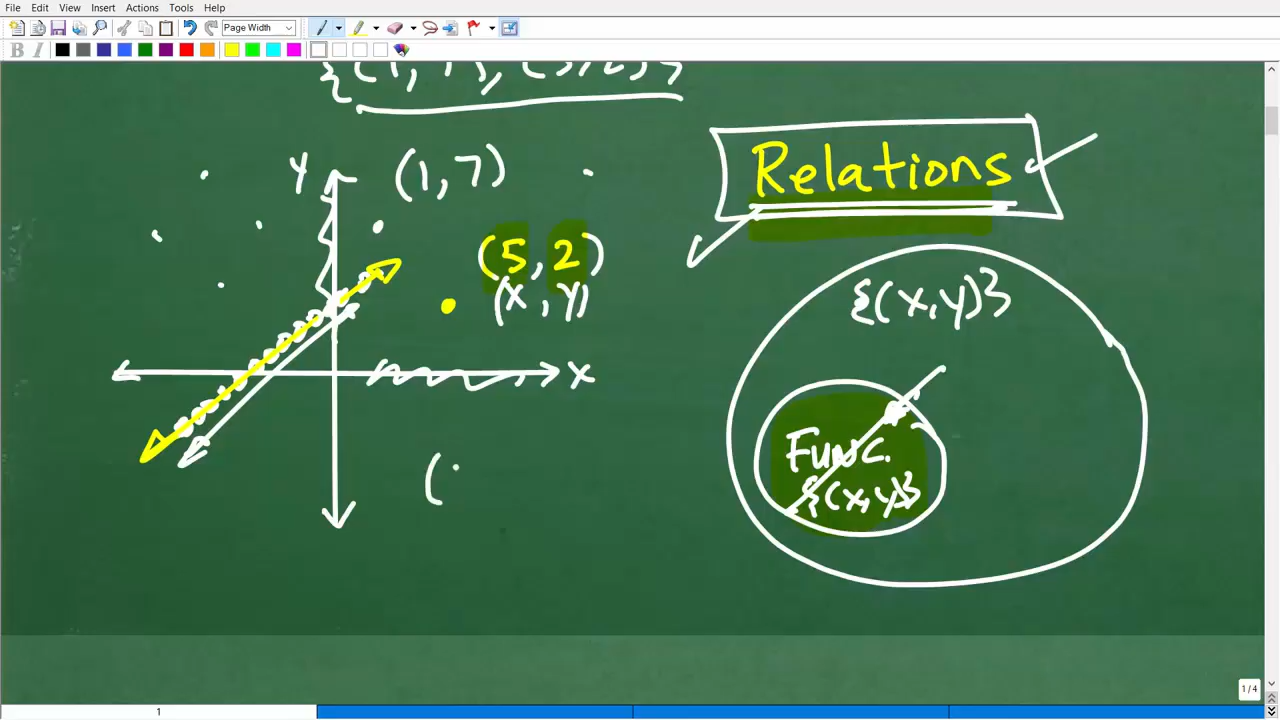 File Edit View Insert Actions Tools Help
Page Width
B I
Relations
Y (1,7)
(5,2)
(x,y)
{(x,y)}
x
Func.
{(x,y)}
(
1/4
1